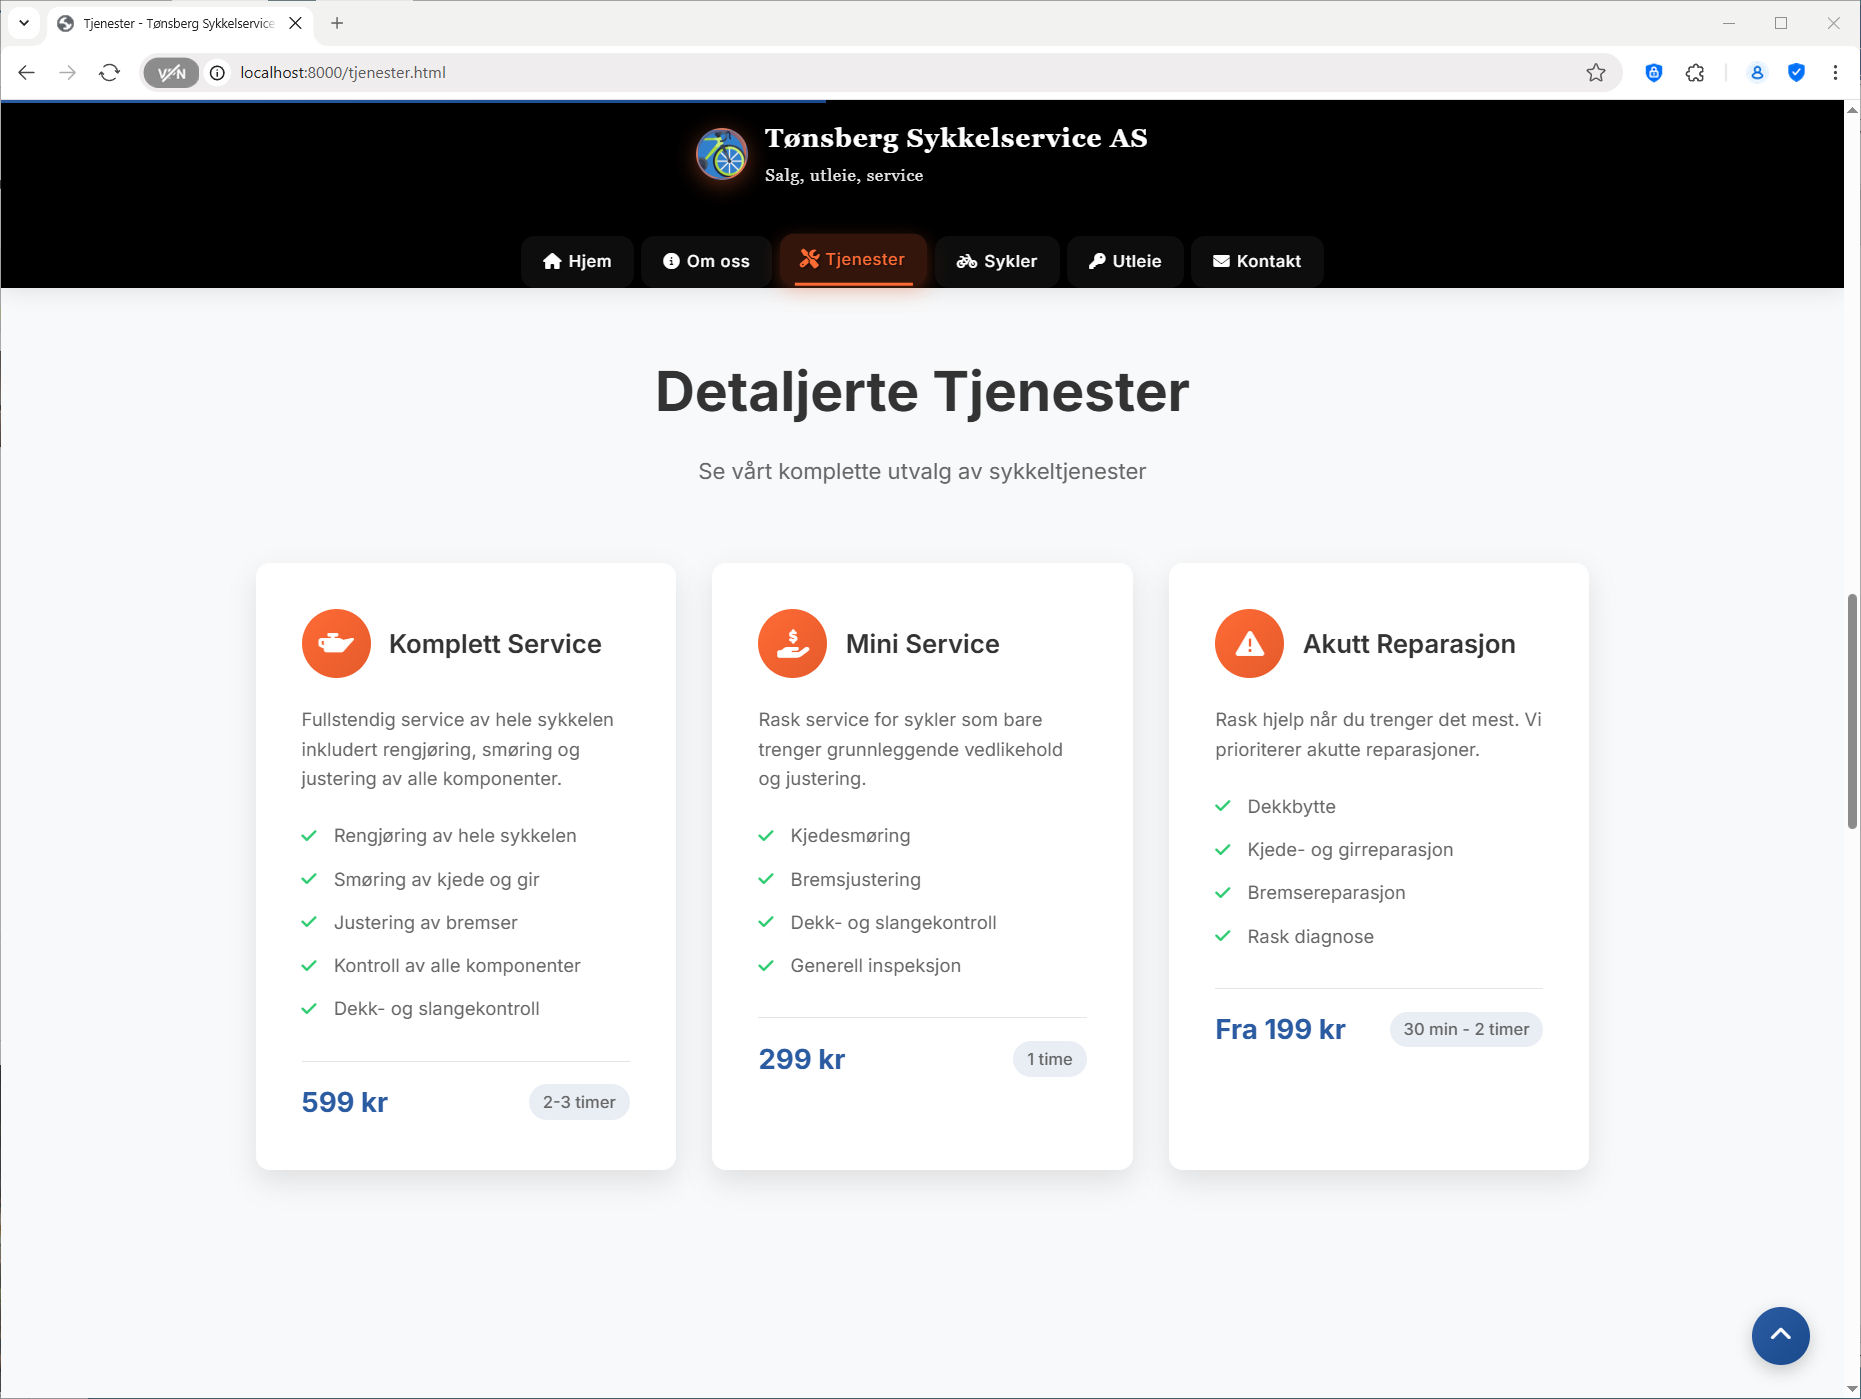 Tjenester - Tønsberg Sykkelservice
VPN
localhost:8000/tjenester.html
Tønsberg Sykkelservice AS
Salg, utleie, service
Hjem
Om oss
Tjenester
Sykler
Utleie
Kontakt
Detaljerte Tjenester
Se vårt komplette utvalg av sykkeltjenester
Komplett Service
Fullstendig service av hele sykkelen
inkludert rengjøring, smøring og
justering av alle komponenter.
Rengjøring av hele sykkelen
Smøring av kjede og gir
Justering av bremser
Kontroll av alle komponenter
Dekk- og slangekontroll
599 kr
2-3 timer
Mini Service
Rask service for sykler som bare
trenger grunnleggende vedlikehold
og justering.
Kjedesmøring
Bremsjustering
Dekk- og slangekontroll
Generell inspeksjon
299 kr
1 time
Akutt Reparasjon
Rask hjelp når du trenger det mest. Vi
prioriterer akutte reparasjoner.
Dekkbytte
Kjede- og girreparasjon
Bremsereparasjon
Rask diagnose
Fra 199 kr
30 min - 2 timer